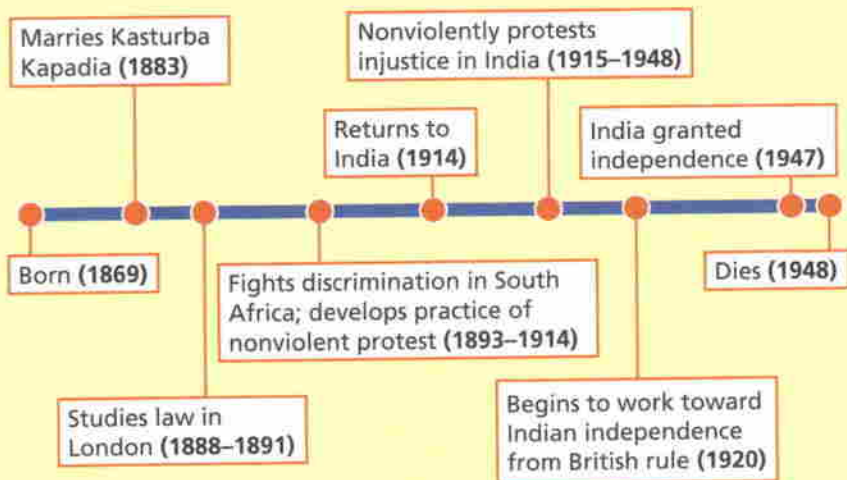 Marries Kasturba
Kapadia (1883)
Nonviolently protests
injustice in India (1915–1948)
Returns to
India (1914)
India granted
independence (1947)
Born (1869)
Fights discrimination in South
Africa; develops practice of
nonviolent protest (1893–1914)
Dies (1948)
Studies law in
London (1888–1891)
Begins to work toward
Indian independence
from British rule (1920)